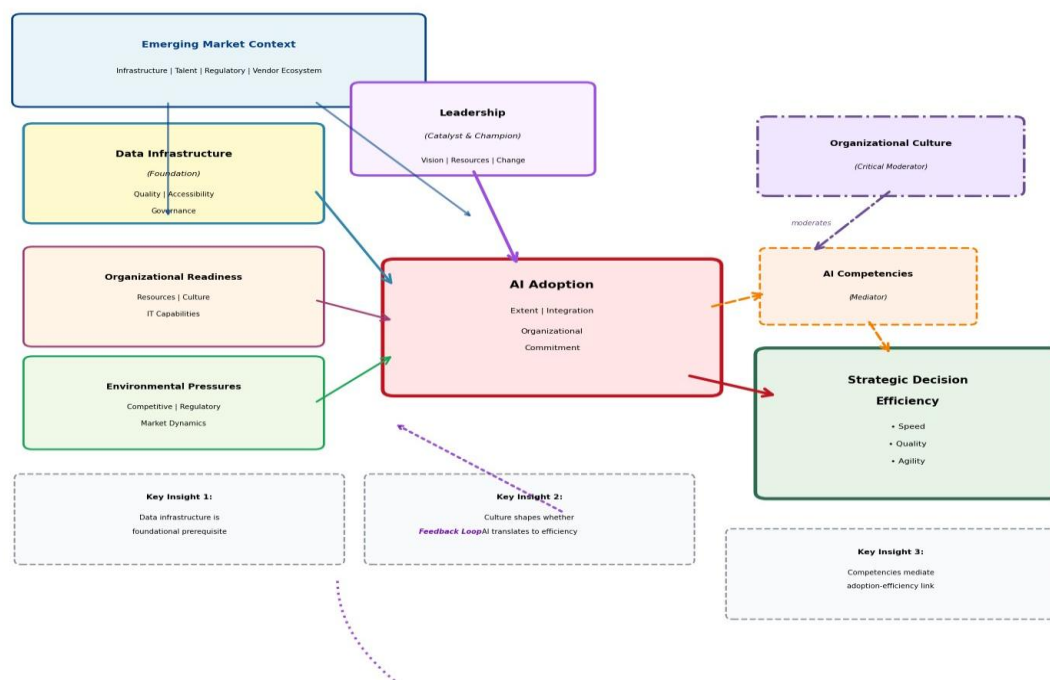 Emerging Market Context
Infrastructure | Talent | Regulatory | Vendor Ecosystem
Leadership
(Catalyst & Champion)
Vision | Resources | Change
Data Infrastructure
(Foundation)
Quality | Accessibility
Governance
Organizational Culture
(Critical Moderator)
moderates
Organizational Readiness
Resources | Culture
IT Capabilities
AI Adoption
Extent | Integration
Organizational
Commitment
AI Competencies
(Mediator)
Environmental Pressures
Competitive | Regulatory
Market Dynamics
Strategic Decision
Efficiency
• Speed
• Quality
• Agility
Key Insight 1:
Data infrastructure is
foundational prerequisite
Key Insight 2:
Culture shapes whether
AI translates to efficiency
Feedback Loop
Key Insight 3:
Competencies mediate
adoption-efficiency link